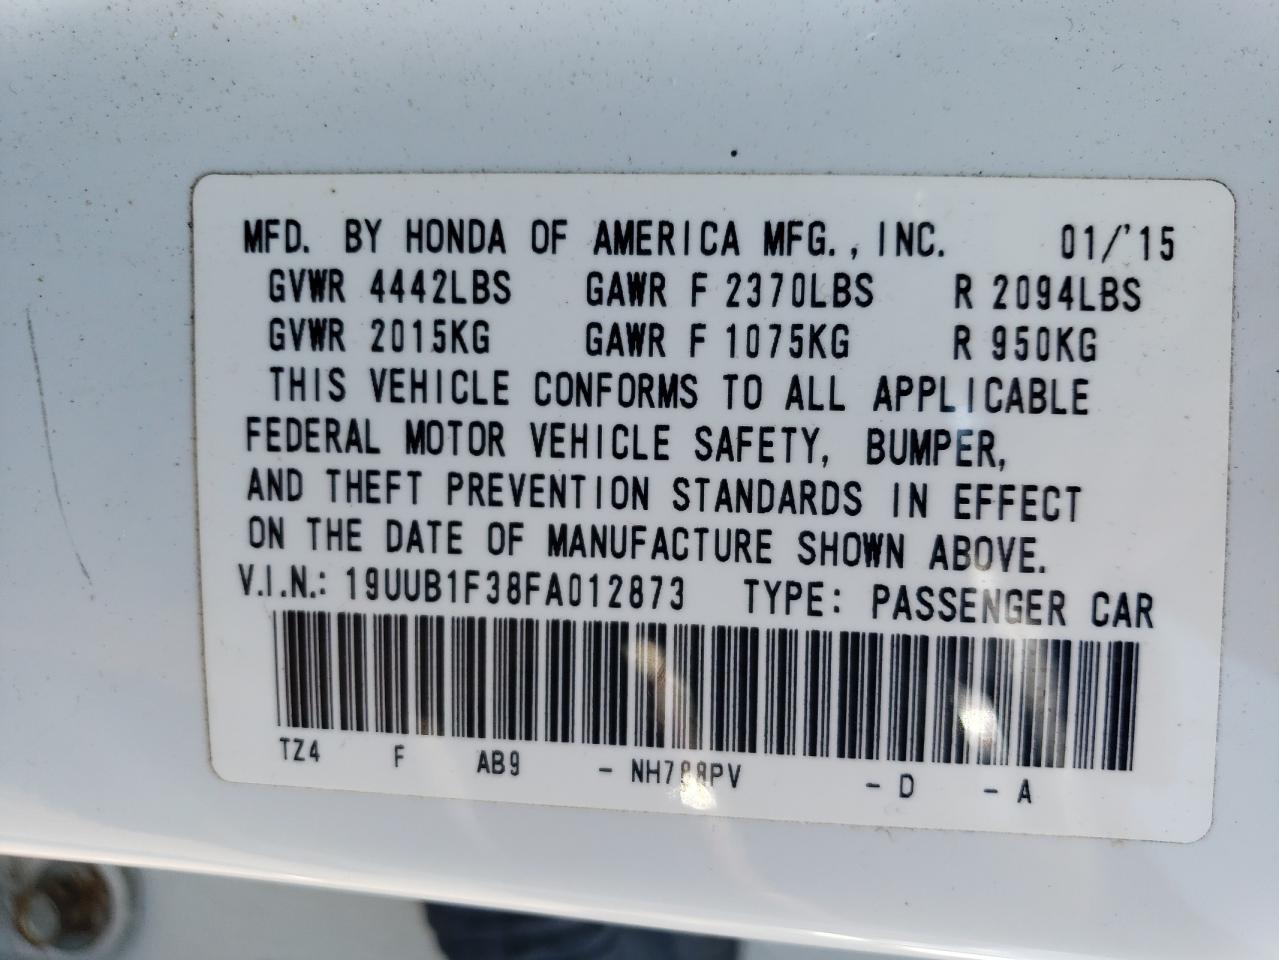 MFD. BY HONDA OF AMERICA MFG., INC. 01/'15
GVWR 4442LBS GAWR F 2370LBS R 2094LBS
GVWR 2015KG GAWR F 1075KG R 950KG
THIS VEHICLE CONFORMS TO ALL APPLICABLE
FEDERAL MOTOR VEHICLE SAFETY, BUMPER,
AND THEFT PREVENTION STANDARDS IN EFFECT
ON THE DATE OF MANUFACTURE SHOWN ABOVE.
V.I.N.: 19UUB1F38FA012873 TYPE: PASSENGER CAR
TZ4 F AB9 - NH788PV - D - A